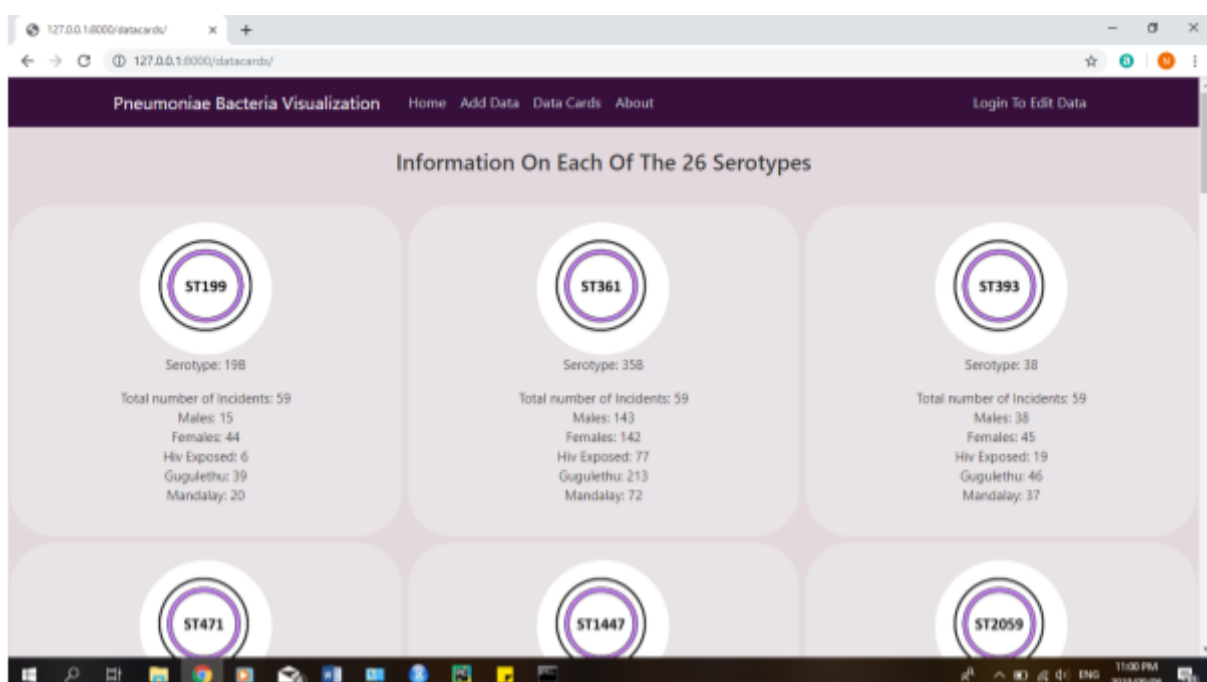 127.0.0.1:8000/datacards/
127.0.0.1:8000/datacards/
Pneumoniae Bacteria Visualization Home Add Data Data Cards About Login To Edit Data
Information On Each Of The 26 Serotypes
ST199
Serotype: 19B
Total number of Incidents: 59
Males: 15
Females: 44
Hiv Exposed: 6
Gugulethu: 39
Mandalay: 20
ST361
Serotype: 35B
Total number of Incidents: 59
Males: 143
Females: 142
Hiv Exposed: 77
Gugulethu: 213
Mandalay: 72
ST393
Serotype: 38
Total number of Incidents: 59
Males: 38
Females: 45
Hiv Exposed: 19
Gugulethu: 46
Mandalay: 37
ST471
ST1447
ST2059
ENG
11:00 PM